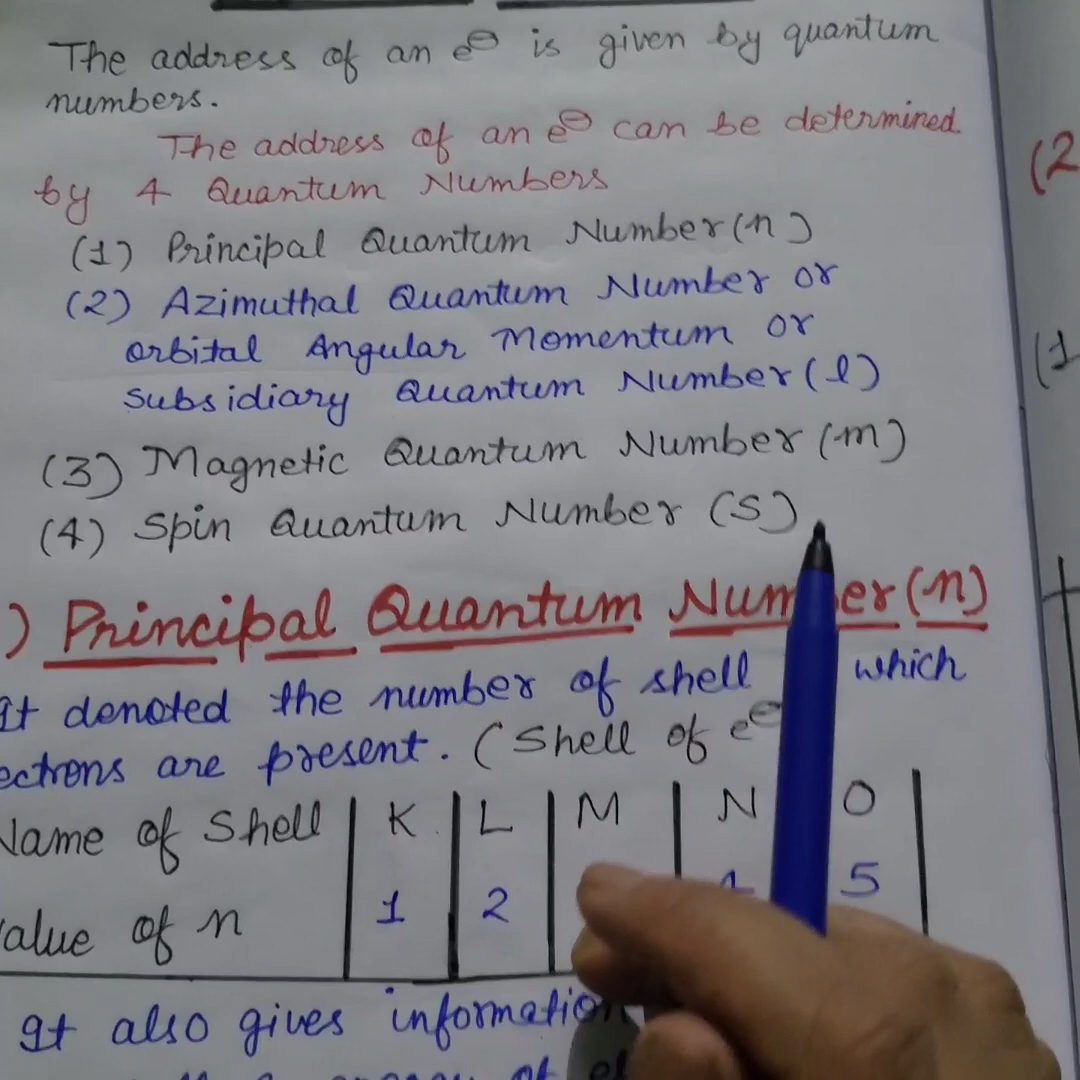 The address of an e⊖ is given by quantum
numbers.
The address of an e⊖ can be determined
by 4 Quantum Numbers
(1) Principal Quantum Number (n)
(2) Azimuthal Quantum Number or
orbital Angular Momentum or
subsidiary Quantum Number (l)
(3) Magnetic Quantum Number (m)
(4) Spin Quantum Number (s)
) Principal Quantum Number (n)
It denoted the number of shell which
ectrons are present. (Shell of e⊖
Name of Shell K L M N O
value of n 1 2 5
It also gives information
of
(2
(1